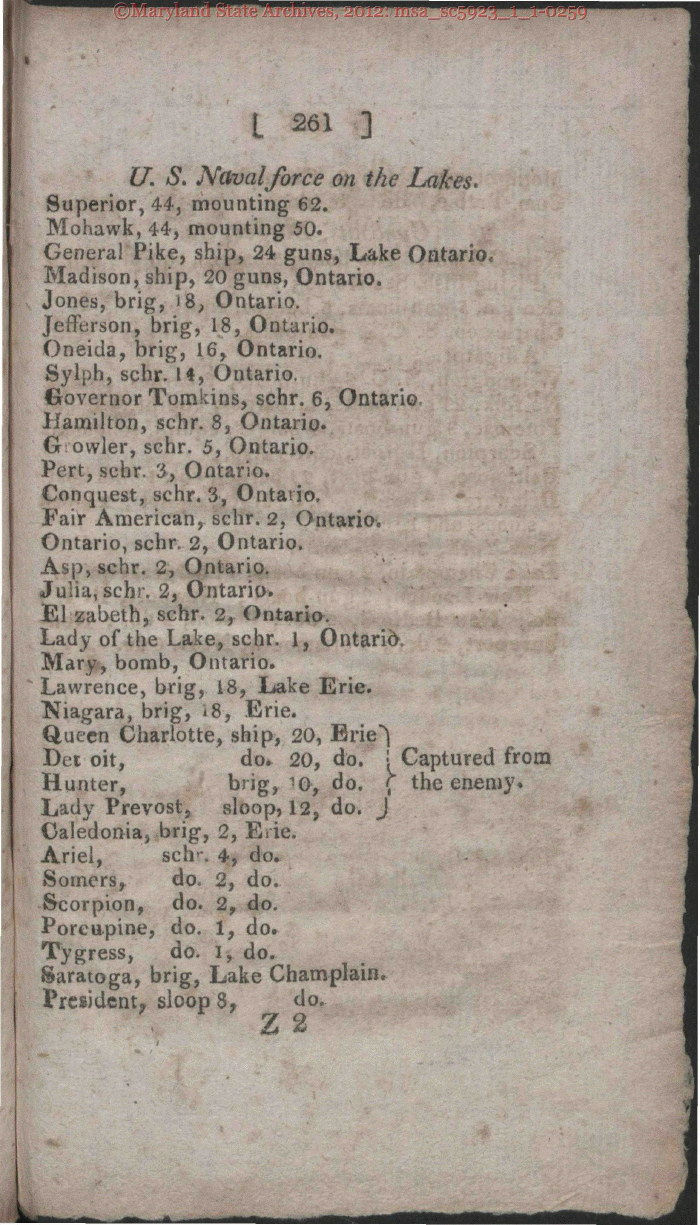 ©Maryland State Archives, 2012: msa_sc5923_1_1-0259
[ 261 ]
U. S. Naval force on the Lakes.
Superior, 44, mounting 62.
Mohawk, 44, mounting 50.
General Pike, ship, 24 guns, Lake Ontario.
Madison, ship, 20 guns, Ontario.
Jones, brig, 18, Ontario.
Jefferson, brig, 18, Ontario.
Oneida, brig, 16, Ontario.
Sylph, schr. 14, Ontario.
Governor Tomkins, schr. 6, Ontario.
Hamilton, schr. 8, Ontario.
Growler, schr. 5, Ontario.
Pert, schr. 3, Ontario.
Conquest, schr. 3, Ontario.
Fair American, schr. 2, Ontario.
Ontario, schr. 2, Ontario.
Asp, schr. 2, Ontario.
Julia, schr. 2, Ontario.
El zabeth, schr. 2, Ontario.
Lady of the Lake, schr. 1, Ontario.
Mary, bomb, Ontario.
Lawrence, brig, 18, Lake Erie.
Niagara, brig, 18, Erie.
Queen Charlotte, ship, 20, Erie
Det oit, do. 20, do. } Captured from
Hunter, brig, 10, do. the enemy.
Lady Prevost, sloop, 12, do.
Caledonia, brig, 2, Erie.
Ariel, schr. 4, do.
Somers, do. 2, do.
Scorpion, do. 2, do.
Porcupine, do. 1, do.
Tygress, do. 1, do.
Saratoga, brig, Lake Champlain.
President, sloop 8, do.
Z 2